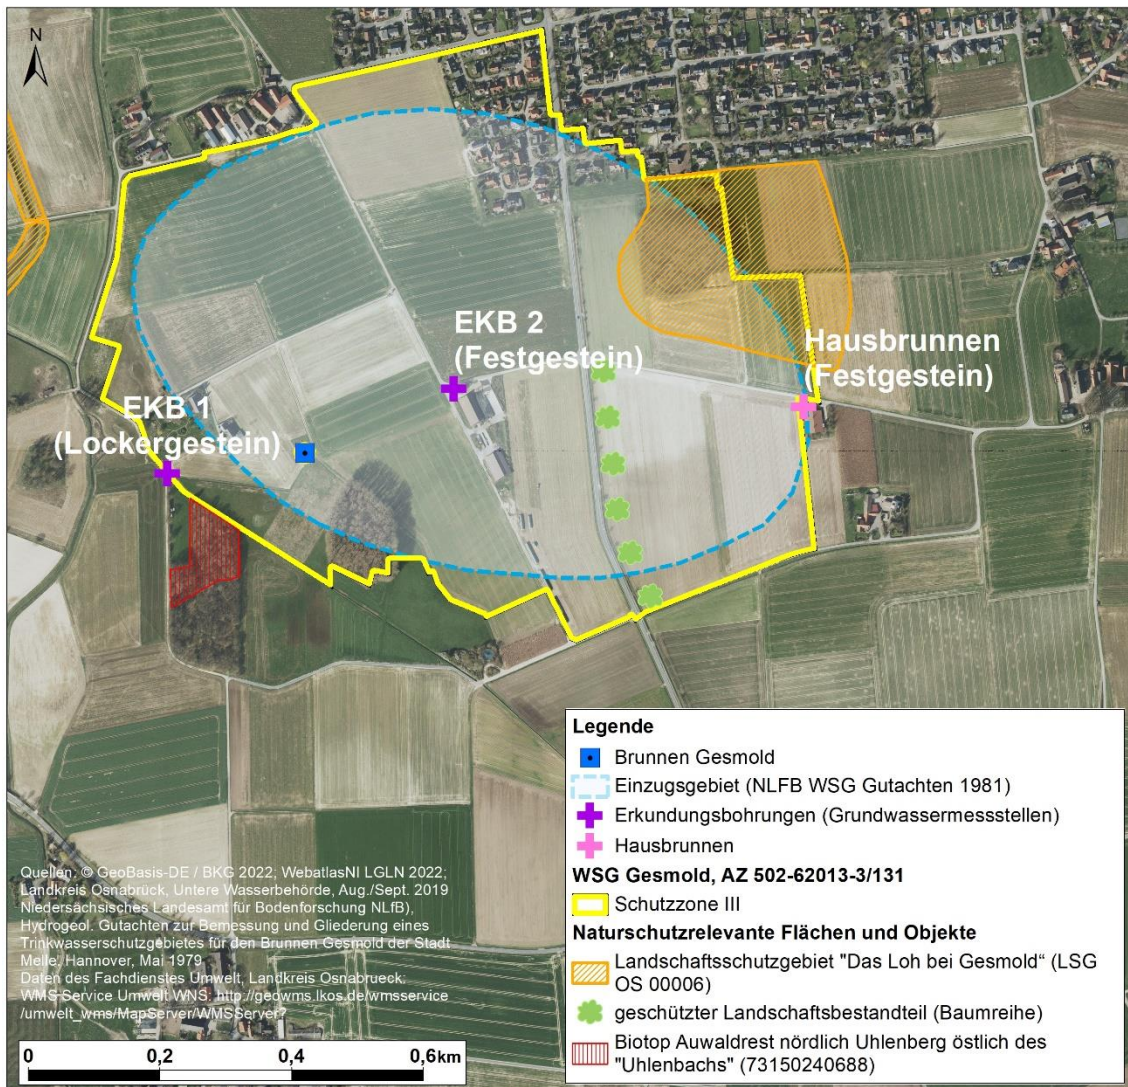 N
EKB 2
(Festgestein)
Hausbrunnen
(Festgestein)
EKB 1
(Lockergestein)
Legende
Brunnen Gesmold
Einzugsgebiet (NLFB WSG Gutachten 1981)
Erkundungsbohrungen (Grundwassermessstellen)
Hausbrunnen
WSG Gesmold, AZ 502-62013-3/131
Schutzzone III
Naturschutzrelevante Flächen und Objekte
Landschaftsschutzgebiet "Das Loh bei Gesmold“ (LSG
OS 00006)
geschützter Landschaftsbestandteil (Baumreihe)
Biotop Auwaldrest nördlich Uhlenberg östlich des
"Uhlenbachs" (73150240688)
Quellen: © GeoBasis-DE / BKG 2022; WebatlasNI LGLN 2022;
Landkreis Osnabrück, Untere Wasserbehörde, Aug./Sept. 2019
Niedersächsisches Landesamt für Bodenforschung NLfB),
Hydrogeol. Gutachten zur Bemessung und Gliederung eines
Trinkwasserschutzgebietes für den Brunnen Gesmold der Stadt
Melle, Hannover, Mai 1979
Daten des Fachdienstes Umwelt, Landkreis Osnabrueck:
WMS-Service Umwelt WNS: http://geowms.lkos.de/wmsservice
/umwelt_wms/MapServer/WMSServer?
0 0,2 0,4 0,6 km